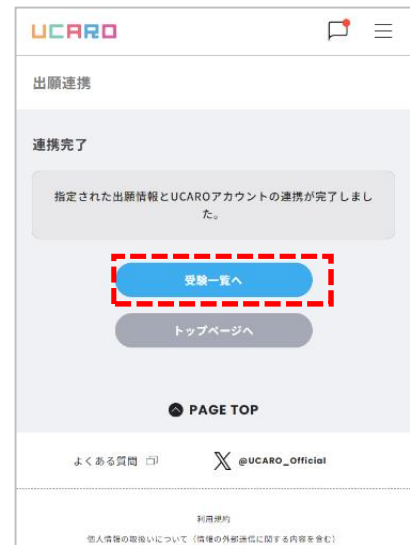 UCARO
出願連携
連携完了
指定された出願情報とUCAROアカウントの連携が完了しまし
た。
受験一覧へ
トップページへ
PAGE TOP
よくある質問
@UCARO_Official
利用規約
個人情報の取扱いについて（情報の外部送信に関する内容を含む）